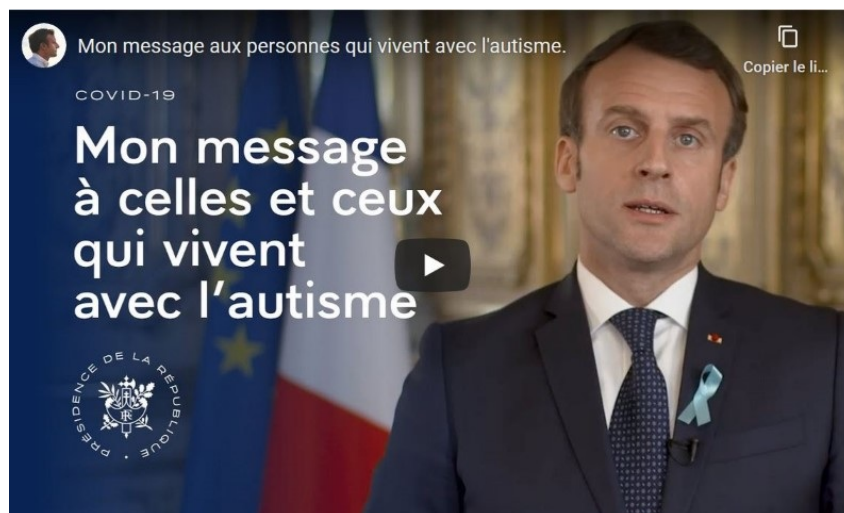 Mon message aux personnes qui vivent avec l'autisme.
Copier le li…
COVID-19
Mon message
à celles et ceux
qui vivent
avec l’autisme
PRÉSIDENCE DE LA RÉPUBLIQUE
RF